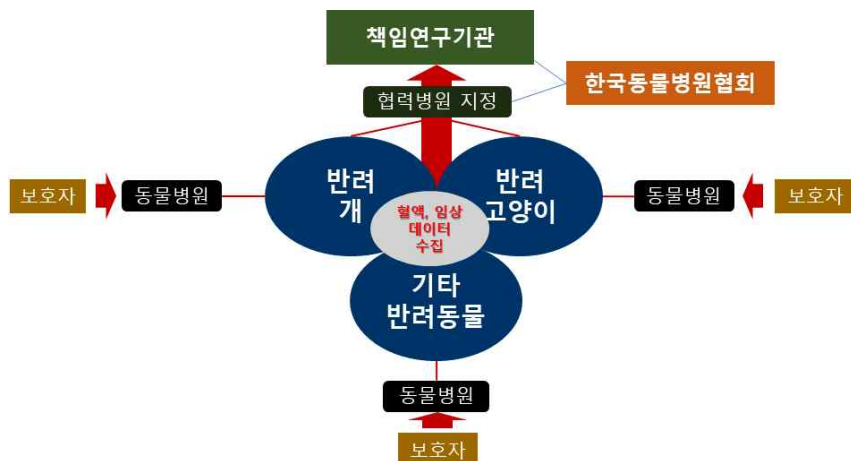 책임연구기관
협력병원 지정
한국동물병원협회
반려
개
반려
고양이
보호자
동물병원
동물병원
보호자
혈액, 임상
데이터
수집
기타
반려동물
동물병원
보호자